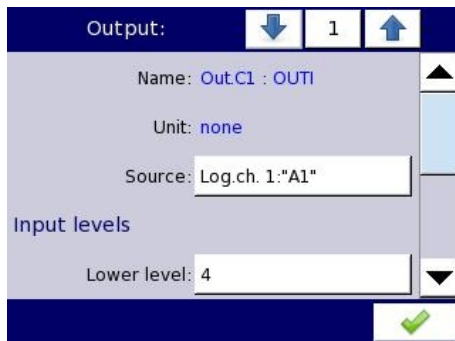 Output: 1
Name: Out.C1 : OUTI
Unit: none
Source: Log.ch. 1:"A1"
Input levels
Lower level: 4